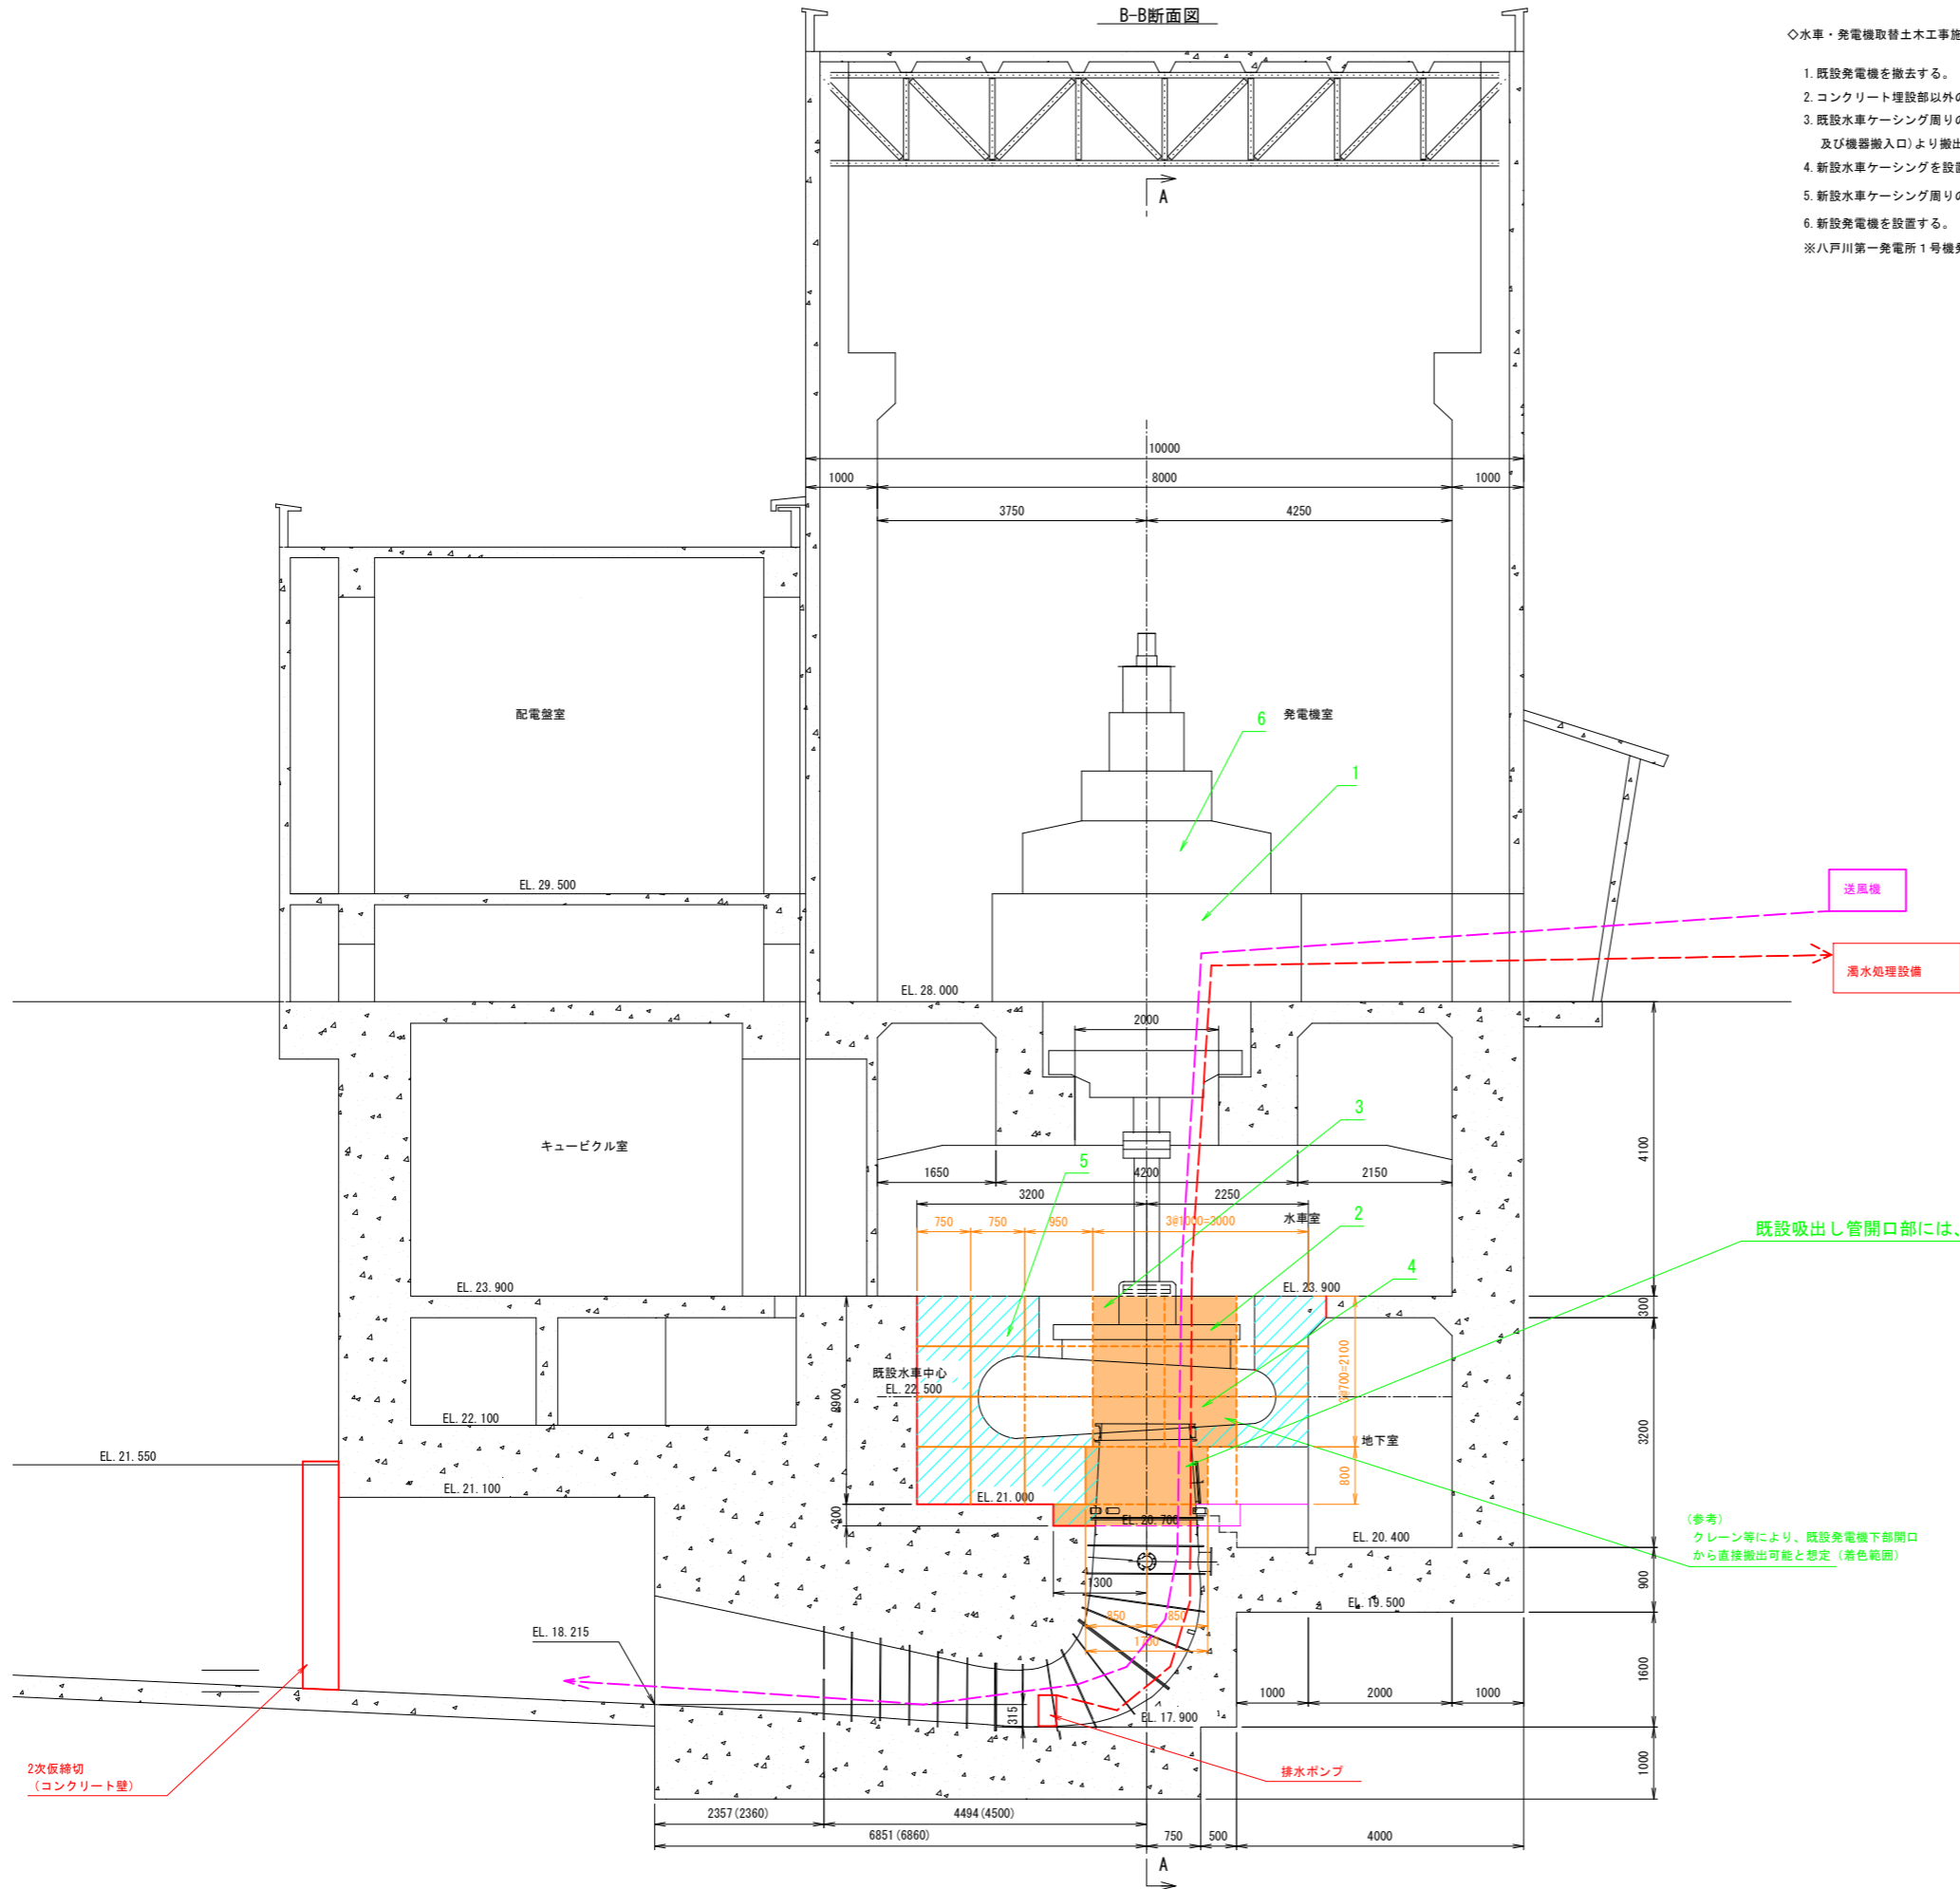 B-B断面図
◇水車・発電機取替土木工事施
1.既設発電機を撤去する。
2.コンクリート埋設部以外の
3.既設水車ケーシング周りの
及び機器搬入口)より搬出
4.新設水車ケーシングを設置
5.新設水車ケーシング周りの
6.新設発電機を設置する。
※八戸川第一発電所1号機発
A
10000
1000
8000
1000
3750
4250
配電盤室
発電機室
6
1
EL.29.500
送風機
濁水処理設備
EL.28.000
2000
4100
3
キュービクル室
5
1650
4200
2150
3200
2250
750
750
950
3@1000=3000
水車室
2
既設吸出し管開口部には、
4
EL.23.900
EL.23.900
300
既設水車中心
EL.22.500
2900
3@700=2100
EL.22.100
3200
地下室
EL.21.550
EL.21.100
800
EL.21.000
300
EL.20.700
(参考)
クレーン等により、既設発電機下部開口
から直接搬出可能と想定(着色範囲)
EL.20.400
900
1300
EL.19.500
850
850
1700
EL.18.215
1600
1000
2000
1000
315
EL.17.900
2次仮締切
(コンクリート壁)
排水ポンプ
1000
2357(2360)
4494(4500)
6851(6860)
750
500
4000
A